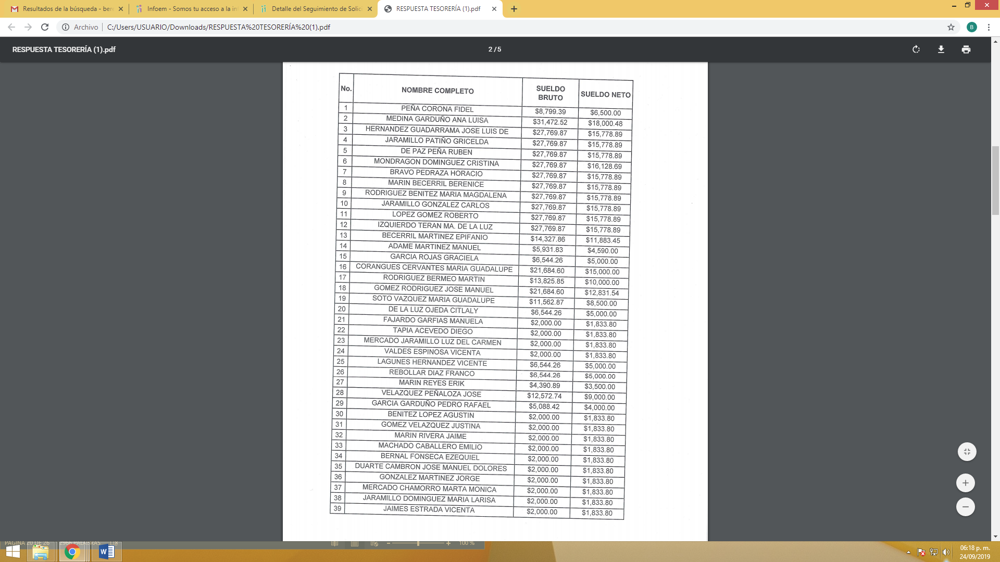 Resultados de la búsqueda - ber
Infoem - Somos tu acceso a la in
Detalle del Seguimiento de Solic
RESPUESTA TESORERÍA (1).pdf
Archivo C:/Users/USUARIO/Downloads/RESPUESTA%20TESORERÍA%20(1).pdf
B
RESPUESTA TESORERÍA (1).pdf 2 / 5
No. NOMBRE COMPLETO SUELDO BRUTO SUELDO NETO
1 PEÑA CORONA FIDEL $8,799.39 $6,500.00
2 MEDINA GARDUÑO ANA LUISA $31,472.52 $18,000.48
3 HERNANDEZ GUADARRAMA JOSE LUIS DE $27,769.87 $15,778.89
4 JARAMILLO PATIÑO GRICELDA $27,769.87 $15,778.89
5 DE PAZ PEÑA RUBEN $27,769.87 $15,778.89
6 MONDRAGON DOMINGUEZ CRISTINA $27,769.87 $16,128.69
7 BRAVO PEDRAZA HORACIO $27,769.87 $15,778.89
8 MARIN BECERRIL BERENICE $27,769.87 $15,778.89
9 RODRIGUEZ BENITEZ MARIA MAGDALENA $27,769.87 $15,778.89
10 JARAMILLO GONZALEZ CARLOS $27,769.87 $15,778.89
11 LOPEZ GOMEZ ROBERTO $27,769.87 $15,778.89
12 IZQUIERDO TERAN MA. DE LA LUZ $27,769.87 $15,778.89
13 BECERRIL MARTINEZ EPIFANIO $14,327.86 $11,883.45
14 ADAME MARTINEZ MANUEL $5,931.83 $4,590.00
15 GARCIA ROJAS GRACIELA $6,544.26 $5,000.00
16 CORANGUES CERVANTES MARIA GUADALUPE $21,684.60 $15,000.00
17 RODRIGUEZ BERMEO MARTIN $13,825.85 $10,000.00
18 GOMEZ RODRIGUEZ JOSE MANUEL $21,684.60 $12,831.54
19 SOTO VAZQUEZ MARIA GUADALUPE $11,562.87 $8,500.00
20 DE LA LUZ OJEDA CITLALY $6,544.26 $5,000.00
21 FAJARDO GARFIAS MANUELA $2,000.00 $1,833.80
22 TAPIA ACEVEDO DIEGO $2,000.00 $1,833.80
23 MERCADO JARAMILLO LUZ DEL CARMEN $2,000.00 $1,833.80
24 VALDES ESPINOSA VICENTA $2,000.00 $1,833.80
25 LAGUNES HERNANDEZ VICENTE $6,544.26 $5,000.00
26 REBOLLAR DIAZ FRANCO $6,544.26 $5,000.00
27 MARIN REYES ERIK $4,390.89 $3,500.00
28 VELAZQUEZ PEÑALOZA JOSE $12,572.74 $9,000.00
29 GARCIA GARDUÑO PEDRO RAFAEL $5,088.42 $4,000.00
30 BENITEZ LOPEZ AGUSTIN $2,000.00 $1,833.80
31 GOMEZ VELAZQUEZ JUSTINA $2,000.00 $1,833.80
32 MARIN RIVERA JAIME $2,000.00 $1,833.80
33 MACHADO CABALLERO EMILIO $2,000.00 $1,833.80
34 BERNAL FONSECA EZEQUIEL $2,000.00 $1,833.80
35 DUARTE CAMBRON JOSE MANUEL DOLORES $2,000.00 $1,833.80
36 GONZALEZ MARTINEZ JORGE $2,000.00 $1,833.80
37 MERCADO CHAMORRO MARTA MONICA $2,000.00 $1,833.80
38 JARAMILLO DOMINGUEZ MARIA LARISA $2,000.00 $1,833.80
39 JAIMES ESTRADA VICENTA $2,000.00 $1,833.80
PÁGINA 20 DE 26 100 %
06:18 p. m.
24/09/2019